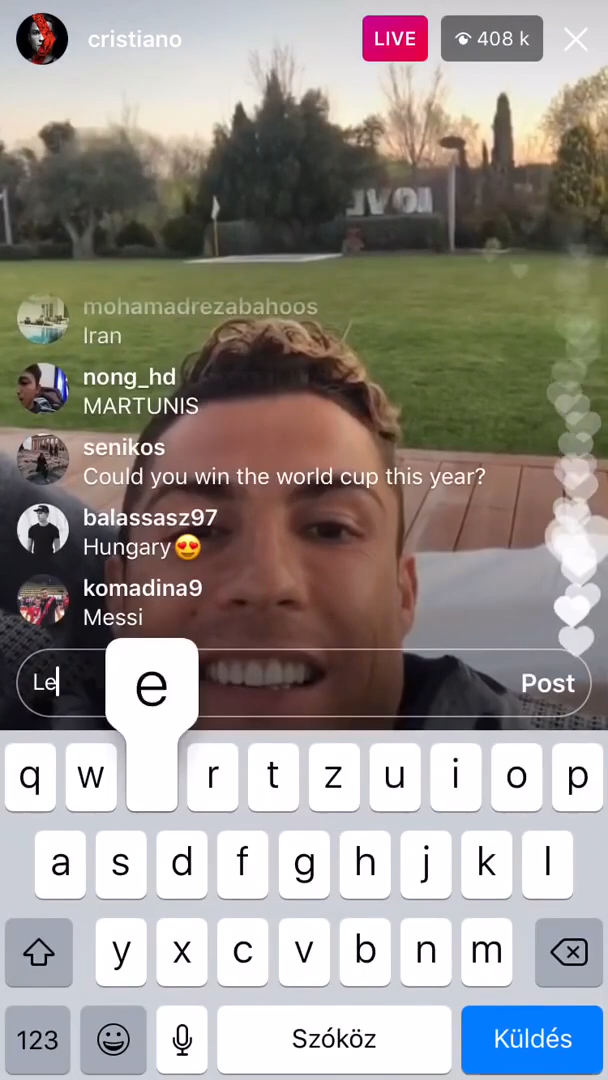 cristiano
LIVE
408 k
LOVE
mohamadrezabahoos
Iran
nong_hd
MARTUNIS
senikos
Could you win the world cup this year?
balassasz97
Hungary😍
komadina9
Messi
Le
Post
e
q w r t z u i o p
a s d f g h j k l
y x c v b n m
123
Szóköz
Küldés